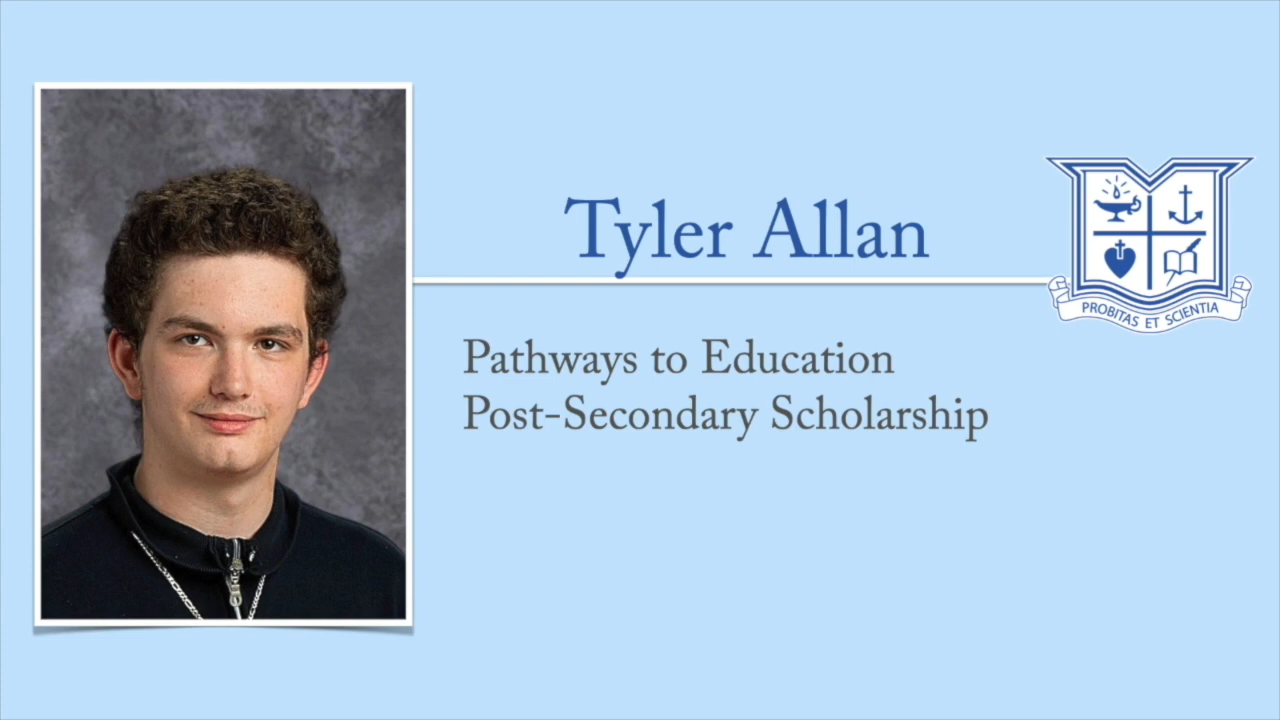 Tyler Allan
PROBITAS ET SCIENTIA
Pathways to Education
Post-Secondary Scholarship